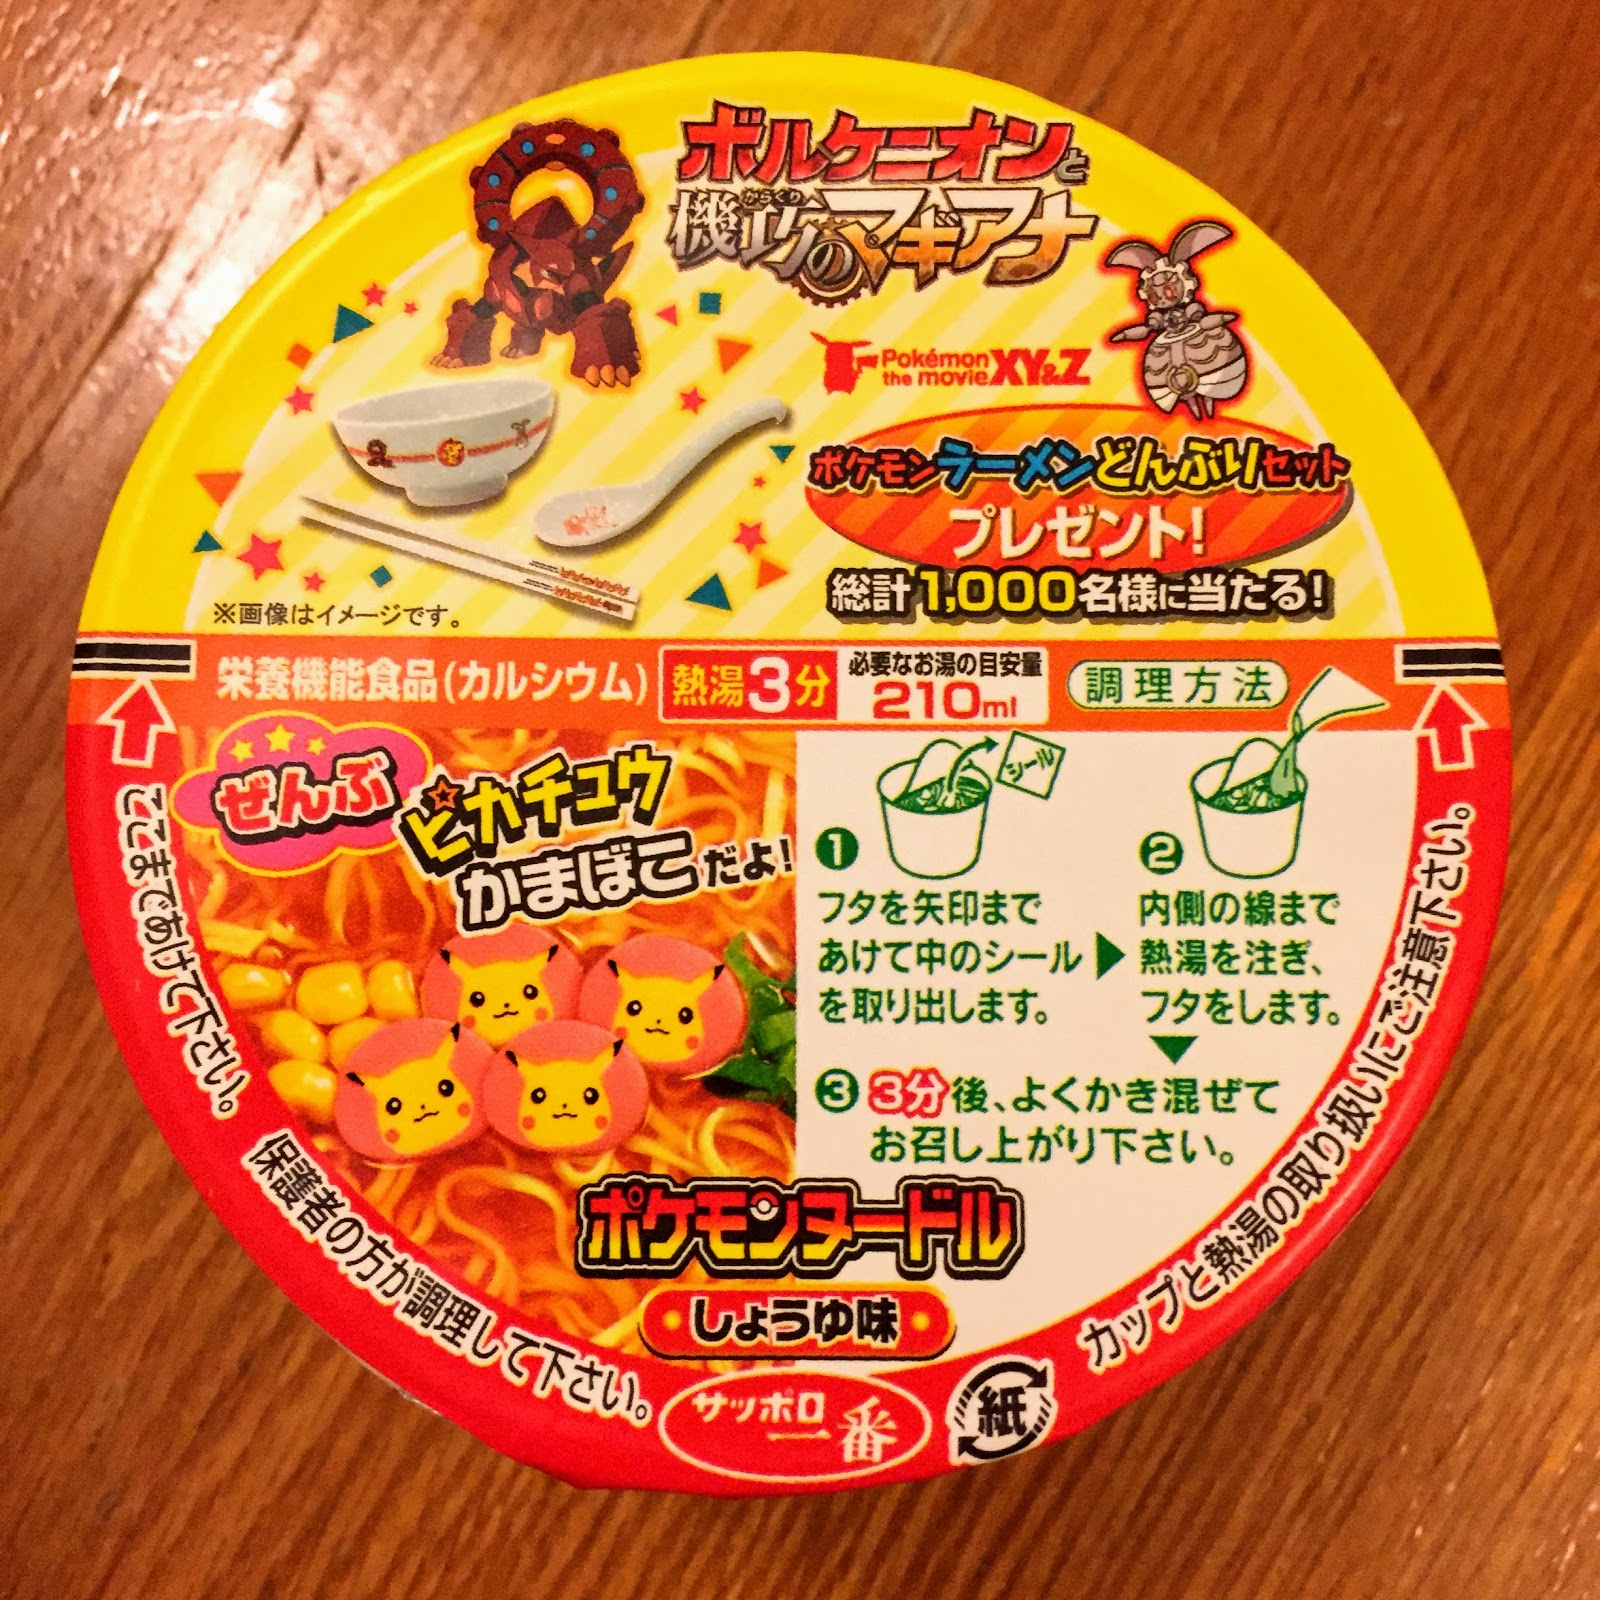 ボルケニオンと
からくり
機巧のマギアナ
Pokémon
the movie XY&Z
ポケモンラーメンどんぶりセット
プレゼント!
総計1,000名様に当たる!
※画像はイメージです。
栄養機能食品(カルシウム)
熱湯3分
必要なお湯の目安量
210ml
調理方法
ぜんぶ
ピカチュウ
かまぼこだよ!
シール
❶
フタを矢印まで
あけて中のシール
を取り出します。
❷
内側の線まで
熱湯を注ぎ、
フタをします。
❸3分後、よくかき混ぜて
お召し上がり下さい。
ポケモンヌードル
しょうゆ味
ここまであけて下さい。
保護者の方が調理して下さい。
サッポロ
一番
紙
カップと熱湯の取り扱いにご注意下さい。